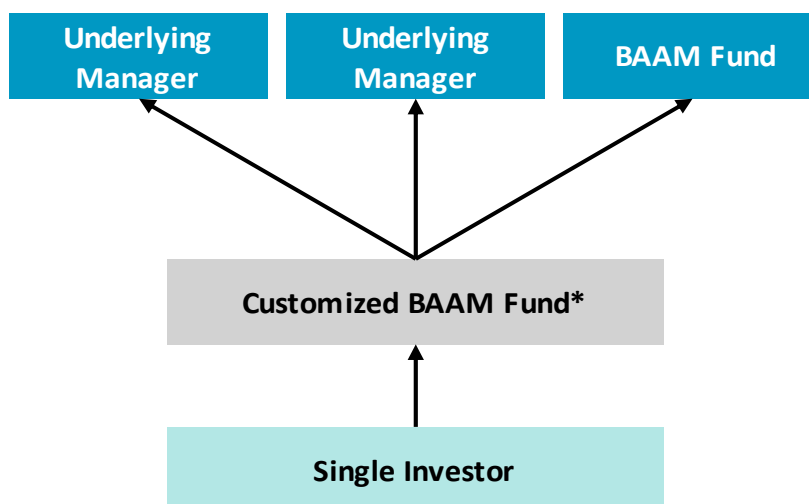 Underlying
Manager
Underlying
Manager
BAAM Fund
Customized BAAM Fund*
Single Investor